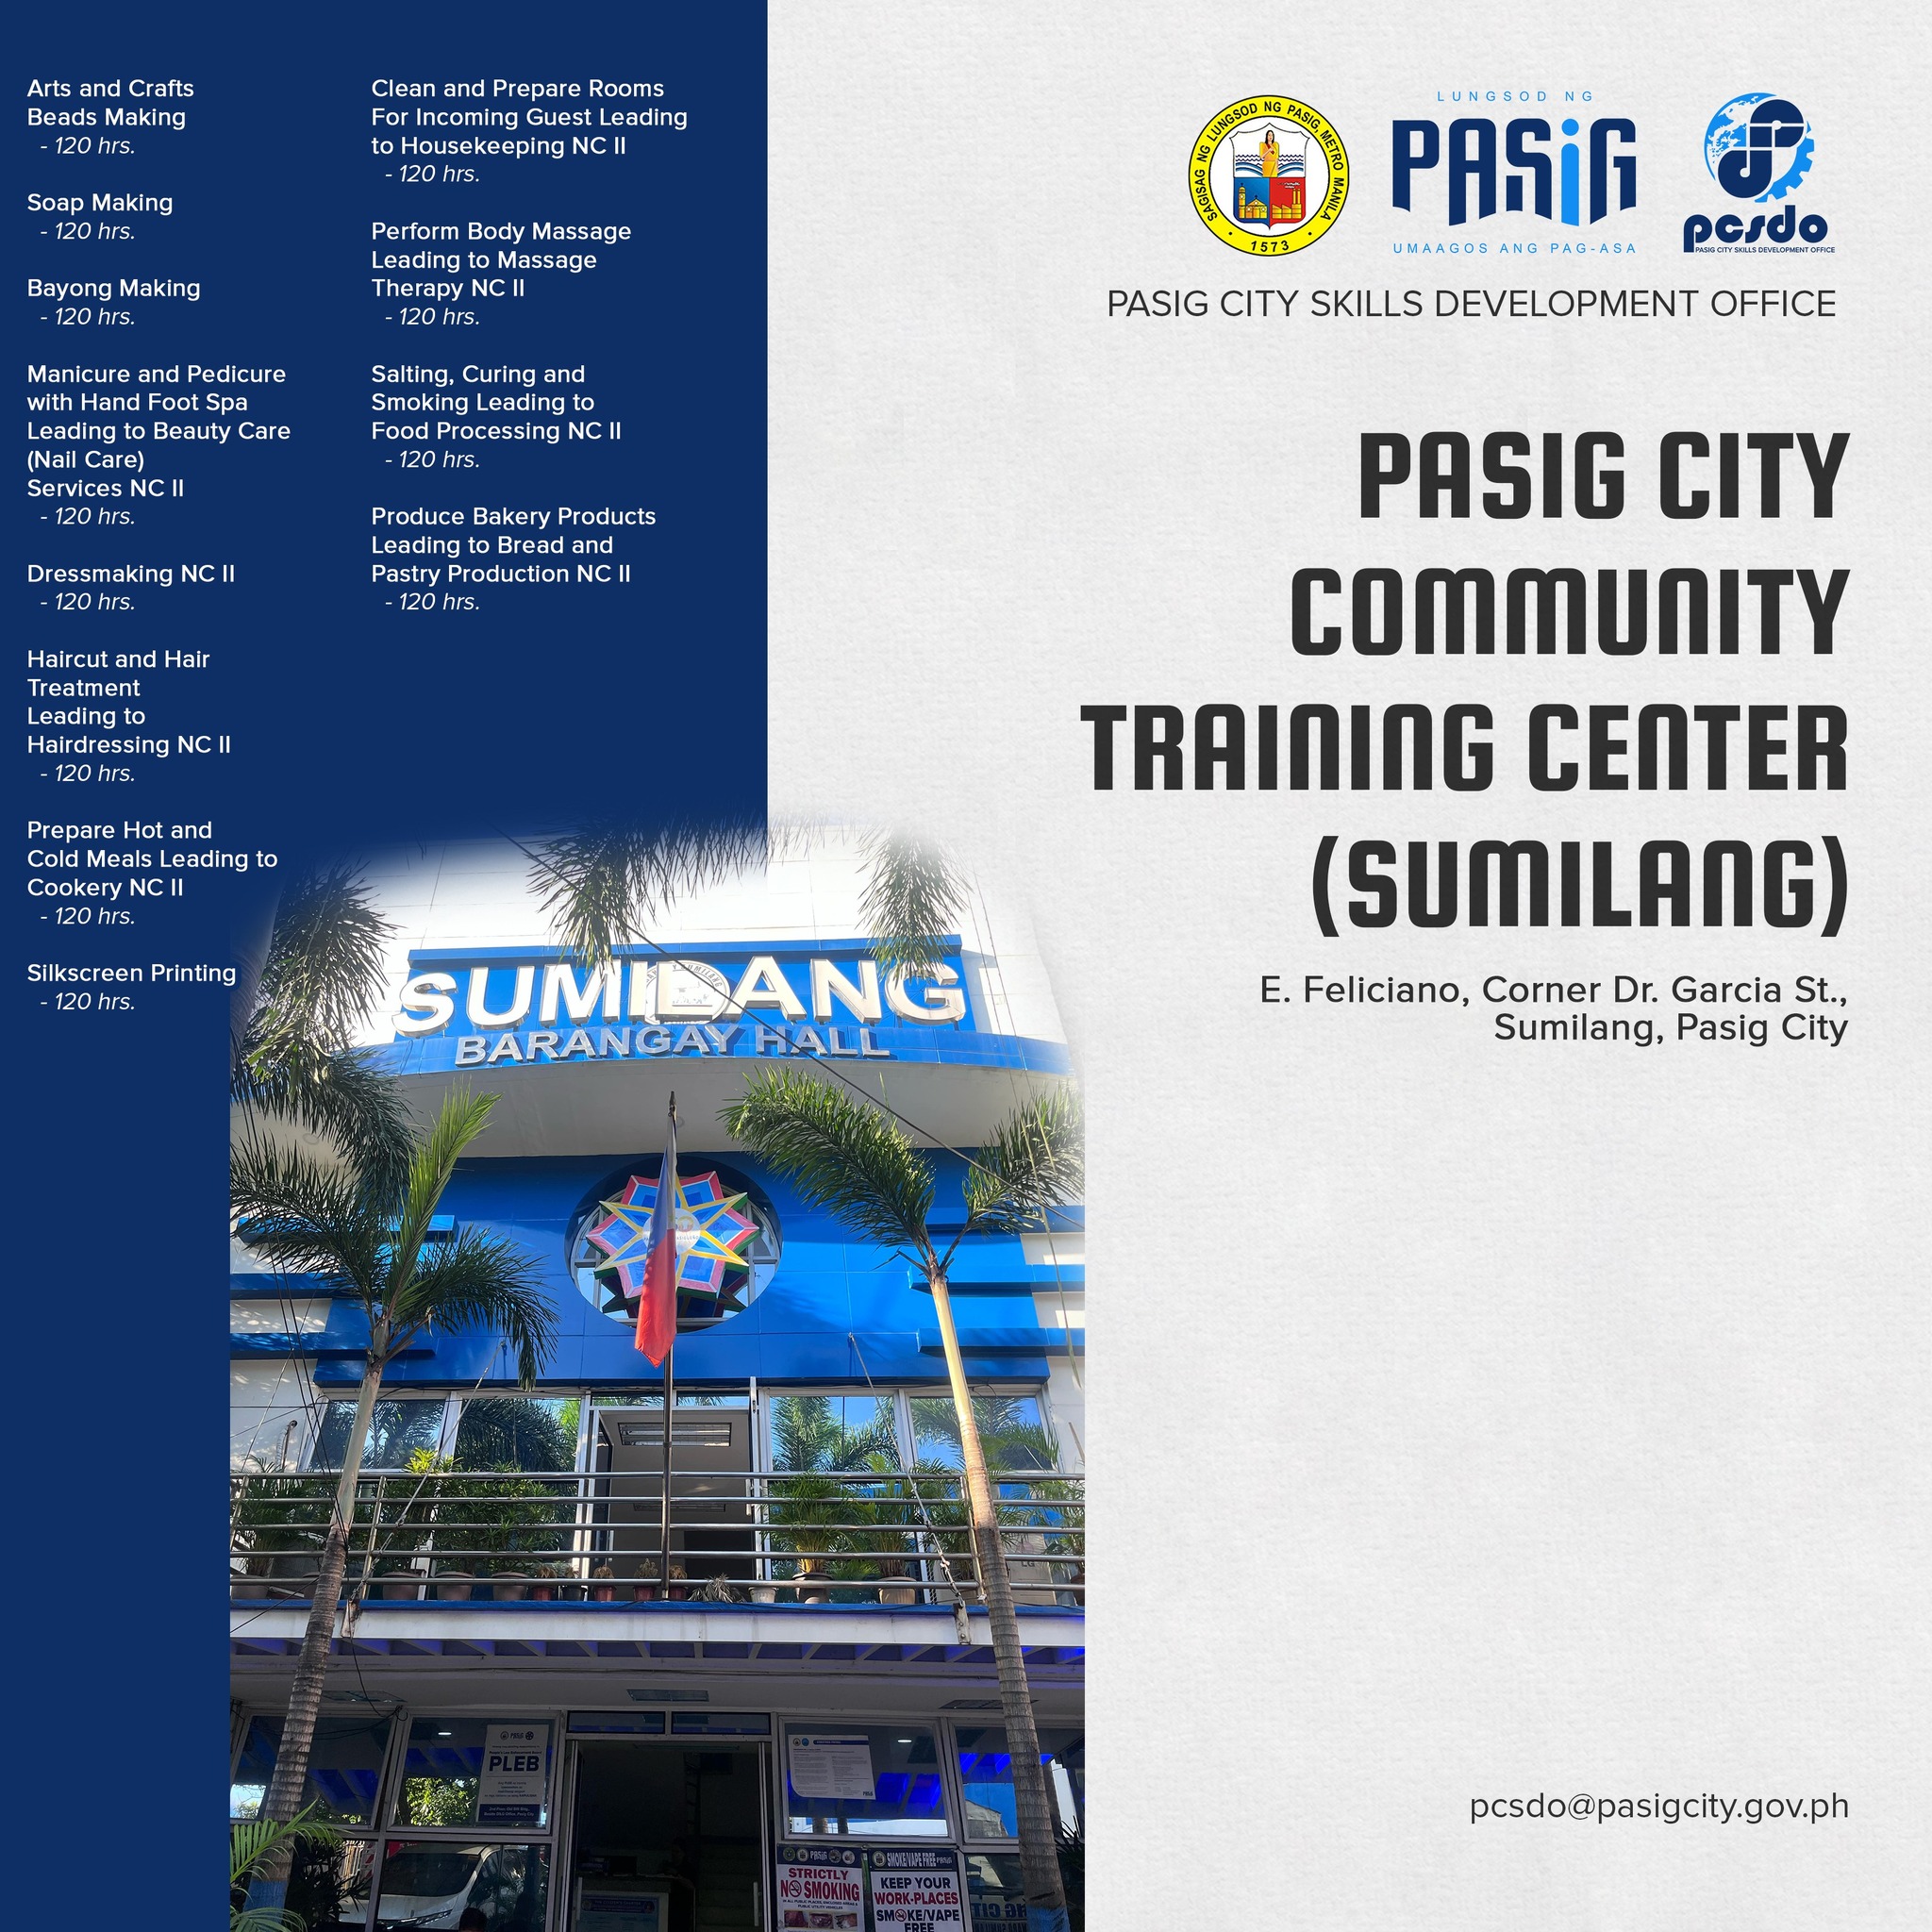 Arts and Crafts
Beads Making
- 120 hrs.
Soap Making
- 120 hrs.
Bayong Making
- 120 hrs.
Manicure and Pedicure
with Hand Foot Spa
Leading to Beauty Care
(Nail Care)
Services NC II
- 120 hrs.
Dressmaking NC II
- 120 hrs.
Haircut and Hair
Treatment
Leading to
Hairdressing NC II
- 120 hrs.
Prepare Hot and
Cold Meals Leading to
Cookery NC II
- 120 hrs.
Silkscreen Printing
- 120 hrs.
Clean and Prepare Rooms
For Incoming Guest Leading
to Housekeeping NC II
- 120 hrs.
Perform Body Massage
Leading to Massage
Therapy NC II
- 120 hrs.
Salting, Curing and
Smoking Leading to
Food Processing NC II
- 120 hrs.
Produce Bakery Products
Leading to Bread and
Pastry Production NC II
- 120 hrs.
SAGISAG NG LUNGSOD NG PASIG, METRO MANILA
1573
LUNGSOD NG
PASiG
UMAAGOS ANG PAG-ASA
pcsdo
PASIG CITY SKILLS DEVELOPMENT OFFICE
PASIG CITY SKILLS DEVELOPMENT OFFICE
PASIG CITY
COMMUNITY
TRAINING CENTER
(SUMILANG)
E. Feliciano, Corner Dr. Garcia St.,
Sumilang, Pasig City
SUMILANG
BARANGAY HALL
PLEB
STRICTLY
NO SMOKING
SMOKE/VAPE FREE PASIG
KEEP YOUR
WORK-PLACES
SMOKE/VAPE
FREE
pcsdo@pasigcity.gov.ph